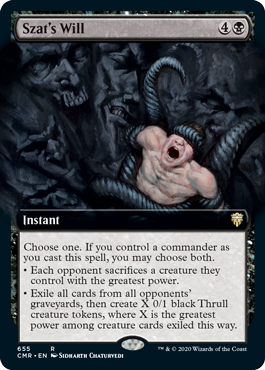 Szat's Will 4
Instant
Choose one. If you control a commander as
you cast this spell, you may choose both.
• Each opponent sacrifices a creature they
control with the greatest power.
• Exile all cards from all opponents'
graveyards, then create X 0/1 black Thrull
creature tokens, where X is the greatest
power among creature cards exiled this way.
655 R
CMR • EN Sidharth Chaturvedi
™ & © 2020 Wizards of the Coast